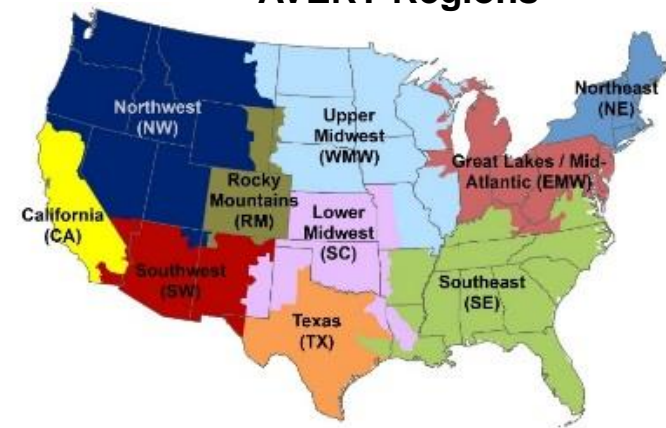 AVERT Regions
Northwest
(NW)
Upper
Midwest
(WMW)
Northeast
(NE)
Great Lakes / Mid-
Atlantic (EMW)
Rocky
Mountains
(RM)
California
(CA)
Lower
Midwest
(SC)
Southwest
(SW)
Southeast
(SE)
Texas
(TX)